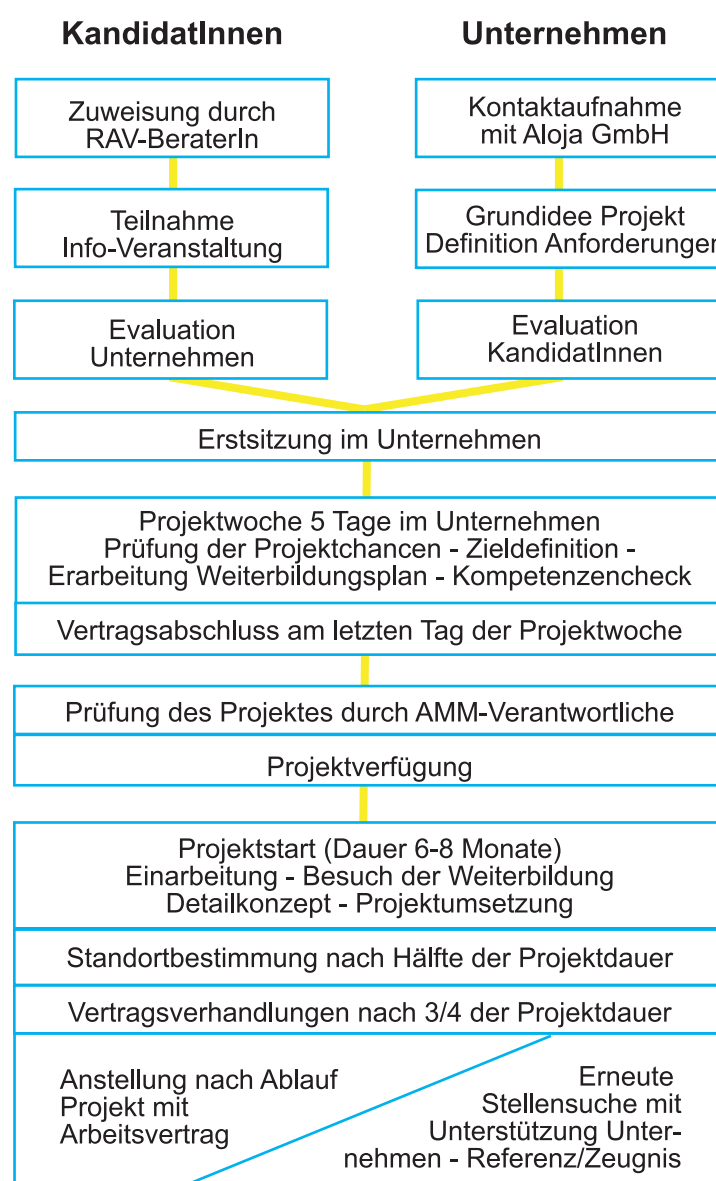 KandidatInnen
Unternehmen
Zuweisung durch
RAV-BeraterIn
Kontaktaufnahme
mit Aloja GmbH
Teilnahme
Info-Veranstaltung
Grundidee Projekt
Definition Anforderungen
Evaluation
Unternehmen
Evaluation
KandidatInnen
Erstsitzung im Unternehmen
Projektwoche 5 Tage im Unternehmen
Prüfung der Projektchancen - Zieldefinition -
Erarbeitung Weiterbildungsplan - Kompetenzencheck
Vertragsabschluss am letzten Tag der Projektwoche
Prüfung des Projektes durch AMM-Verantwortliche
Projektverfügung
Projektstart (Dauer 6-8 Monate)
Einarbeitung - Besuch der Weiterbildung
Detailkonzept - Projektumsetzung
Standortbestimmung nach Hälfte der Projektdauer
Vertragsverhandlungen nach 3/4 der Projektdauer
Anstellung nach Ablauf
Projekt mit
Arbeitsvertrag
Erneute
Stellensuche mit
Unterstützung Unter-
nehmen - Referenz/Zeugnis